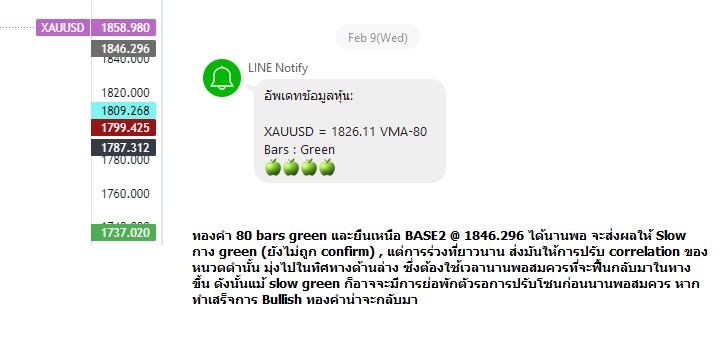 XAUUSD 1858.980
1846.296
1840.000
1820.000
1809.268
1799.425
1787.312
1780.000
1760.000
1737.020
Feb 9(Wed)
LINE Notify
อัพเดทข้อมูลหุ้น:
XAUUSD = 1826.11 VMA-80
Bars : Green
🍏🍏🍏🍏
ทองคำ 80 bars green และยืนเหนือ BASE2 @ 1846.296 ได้นานพอ จะส่งผลให้ Slow
กาง green (ยังไม่ถูก confirm) , แต่การร่วงที่ยาวนาน ส่งมันให้การปรับ correlation ของ
หนวดดำนั้น มุ่งไปในทิศทางด้านล่าง ซึ่งต้องใช้เวลานานพอสมควรที่จะฟื้นกลับมาในทาง
ขึ้น ดังนั้นแม้ slow green ก็อาจจะมีการย่อพักตัวรอการปรับโซนก่อนนานพอสมควร หาก
ทำเสร็จการ Bullish ทองคำน่าจะกลับมา